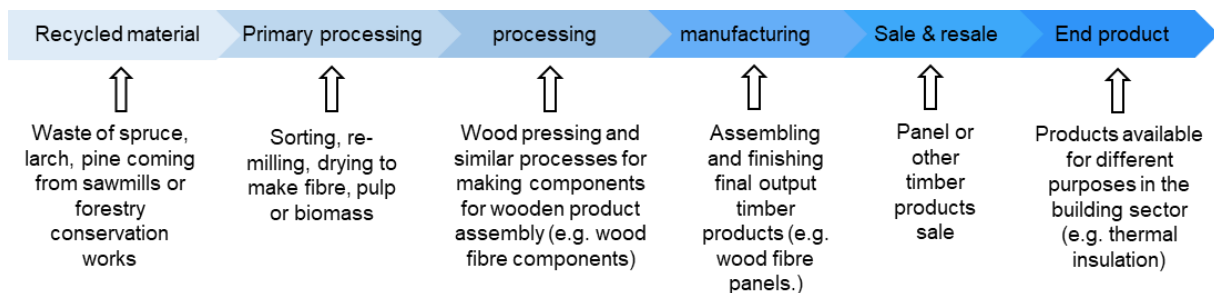 Recycled material
Primary processing
processing
manufacturing
Sale & resale
End product
Waste of spruce,
larch, pine coming
from sawmills or
forestry
conservation
works
Sorting, re-
milling, drying to
make fibre, pulp
or biomass
Wood pressing and
similar processes for
making components
for wooden product
assembly (e.g. wood
fibre components)
Assembling
and finishing
final output
timber
products (e.g.
wood fibre
panels.)
Panel or
other
timber
products
sale
Products available
for different
purposes in the
building sector
(e.g. thermal
insulation)